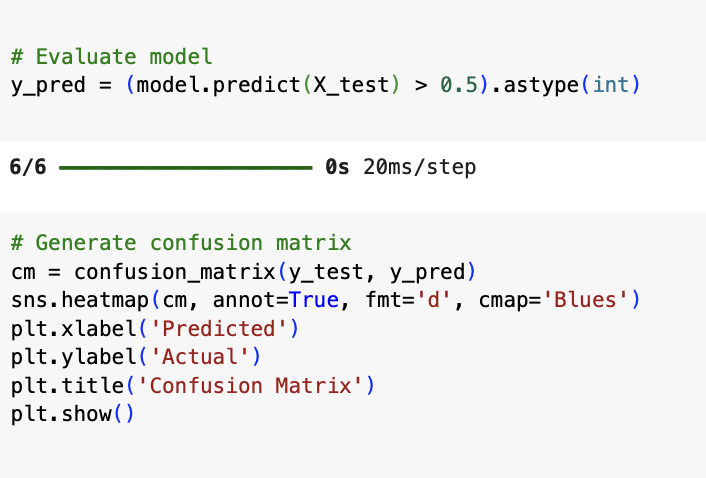 # Evaluate model
y_pred = (model.predict(X_test) > 0.5).astype(int)
6/6 ━━━━━━━━━━━━━━━━━━━━ 0s 20ms/step
# Generate confusion matrix
cm = confusion_matrix(y_test, y_pred)
sns.heatmap(cm, annot=True, fmt='d', cmap='Blues')
plt.xlabel('Predicted')
plt.ylabel('Actual')
plt.title('Confusion Matrix')
plt.show()